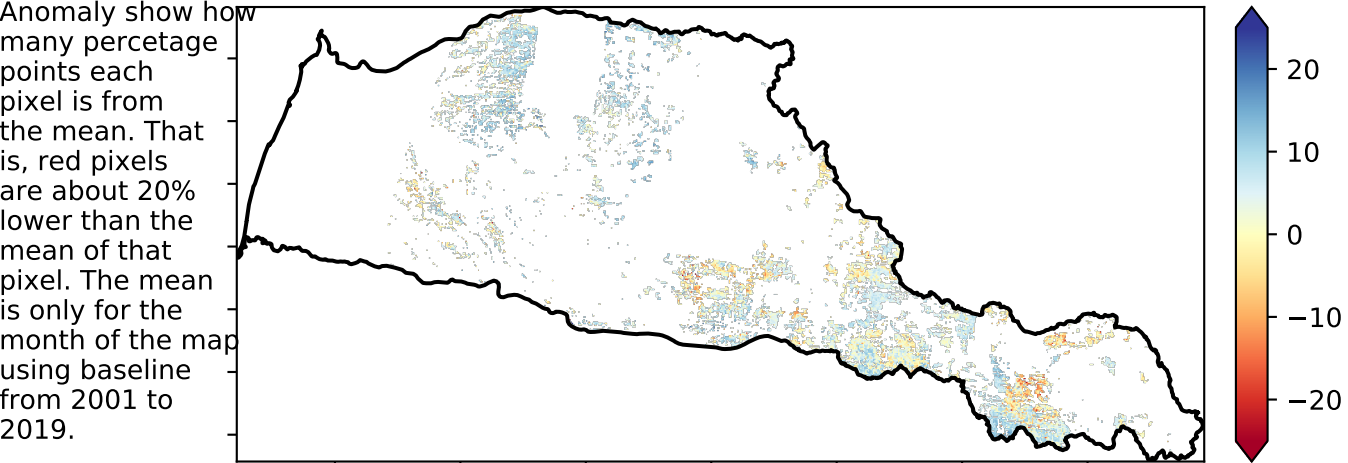 Anomaly show how
many percetage
points each
pixel is from
the mean. That
is, red pixels
are about 20%
lower than the
mean of that
pixel. The mean
is only for the
month of the map
using baseline
from 2001 to
2019.
20
10
0
−10
−20